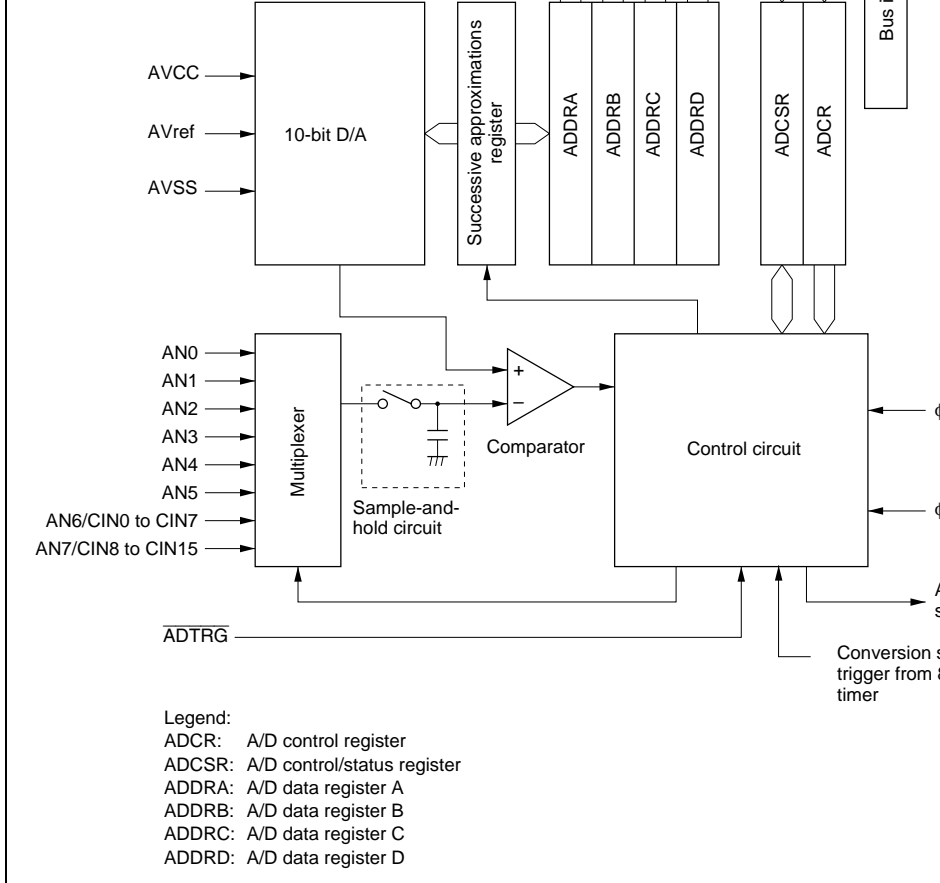 AVCC
AVref
AVSS
10-bit D/A
Successive approximations
register
ADDRA
ADDRB
ADDRC
ADDRD
ADCSR
ADCR
Bus
AN0
AN1
AN2
AN3
AN4
AN5
AN6/CIN0 to CIN7
AN7/CIN8 to CIN15
Multiplexer
+
−
Comparator
Sample-and-
hold circuit
Control circuit
ADTRG
Conversion
trigger from
timer
Legend:
ADCR: A/D control register
ADCSR: A/D control/status register
ADDRA: A/D data register A
ADDRB: A/D data register B
ADDRC: A/D data register C
ADDRD: A/D data register D